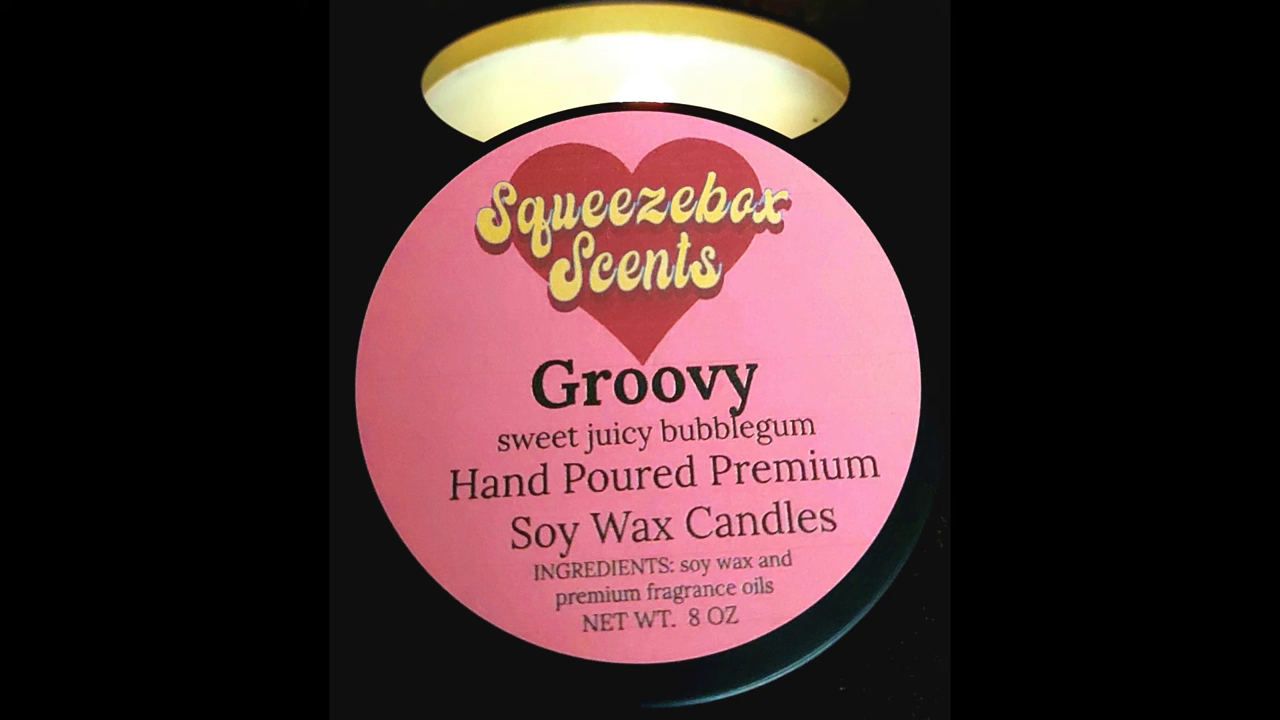 Squeezebox
Scents
Groovy
sweet juicy bubblegum
Hand Poured Premium
Soy Wax Candles
INGREDIENTS: soy wax and
premium fragrance oils
NET WT. 8 OZ